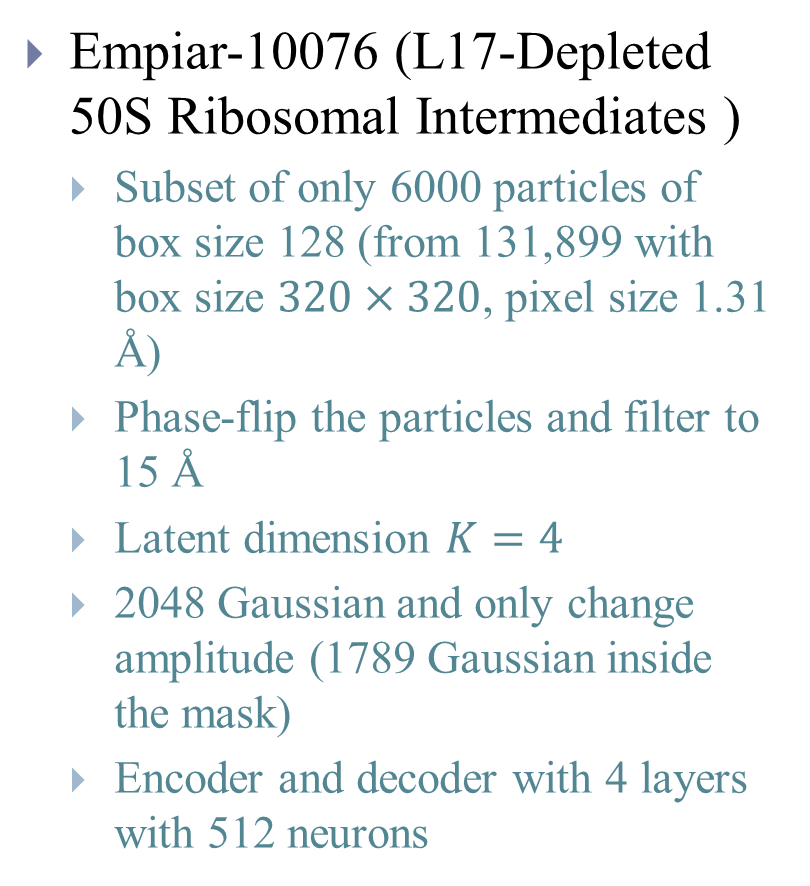 Empiar-10076 (L17-Depleted
50S Ribosomal Intermediates )
Subset of only 6000 particles of
box size 128 (from 131,899 with
box size 320 × 320, pixel size 1.31
Å)
Phase-flip the particles and filter to
15 Å
Latent dimension K = 4
2048 Gaussian and only change
amplitude (1789 Gaussian inside
the mask)
Encoder and decoder with 4 layers
with 512 neurons